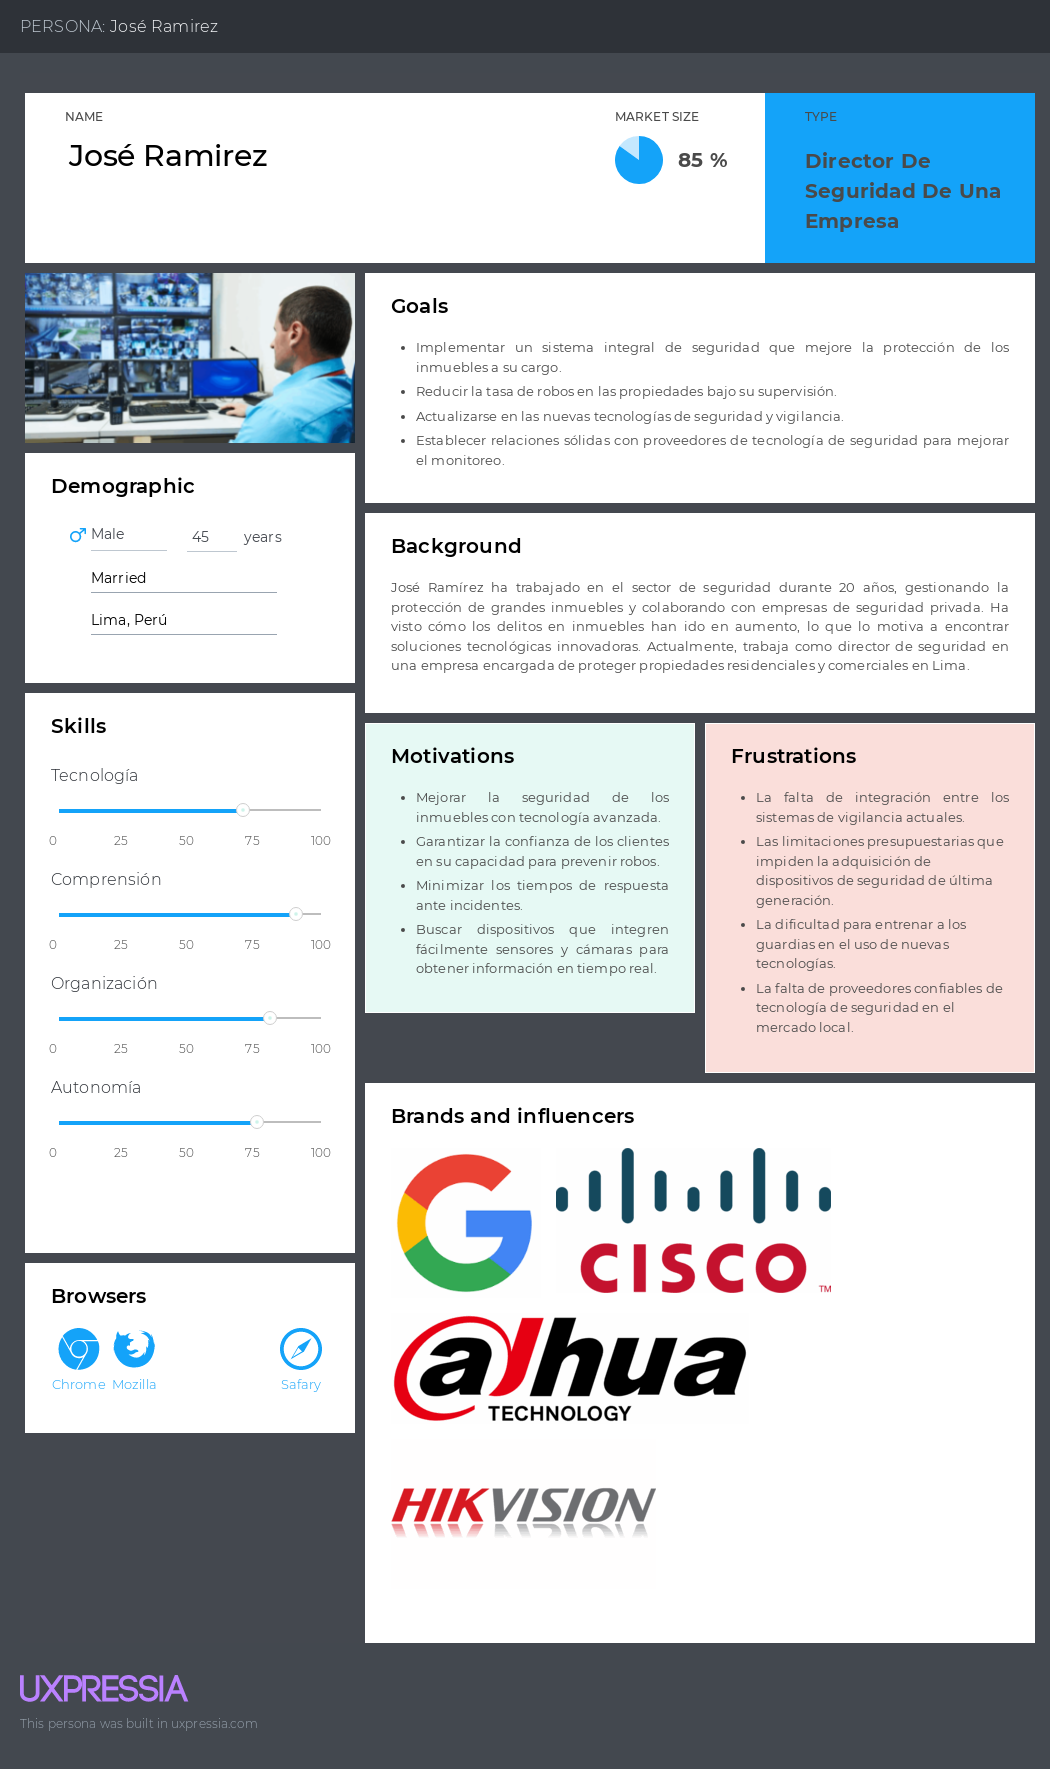 PERSONA: José Ramirez
NAME
José Ramirez
MARKET SIZE
85 %
TYPE
Director De
Seguridad De Una
Empresa
Demographic
Male
45 years
Married
Lima, Perú
Skills
Tecnología
0 25 50 75 100
Comprensión
0 25 50 75 100
Organización
0 25 50 75 100
Autonomía
0 25 50 75 100
Browsers
Chrome Mozilla Safary
Goals
• Implementar un sistema integral de seguridad que mejore la protección de los
inmuebles a su cargo.
• Reducir la tasa de robos en las propiedades bajo su supervisión.
• Actualizarse en las nuevas tecnologías de seguridad y vigilancia.
• Establecer relaciones sólidas con proveedores de tecnología de seguridad para mejorar
el monitoreo.
Background
José Ramírez ha trabajado en el sector de seguridad durante 20 años, gestionando la
protección de grandes inmuebles y colaborando con empresas de seguridad privada. Ha
visto cómo los delitos en inmuebles han ido en aumento, lo que lo motiva a encontrar
soluciones tecnológicas innovadoras. Actualmente, trabaja como director de seguridad en
una empresa encargada de proteger propiedades residenciales y comerciales en Lima.
Motivations
• Mejorar la seguridad de los
inmuebles con tecnología avanzada.
• Garantizar la confianza de los clientes
en su capacidad para prevenir robos.
• Minimizar los tiempos de respuesta
ante incidentes.
• Buscar dispositivos que integren
fácilmente sensores y cámaras para
obtener información en tiempo real.
Frustrations
• La falta de integración entre los
sistemas de vigilancia actuales.
• Las limitaciones presupuestarias que
impiden la adquisición de
dispositivos de seguridad de última
generación.
• La dificultad para entrenar a los
guardias en el uso de nuevas
tecnologías.
• La falta de proveedores confiables de
tecnología de seguridad en el
mercado local.
Brands and influencers
G
CISCO TM
alhua
TECHNOLOGY
HIKVISION
UXPRESSIA
This persona was built in uxpressia.com